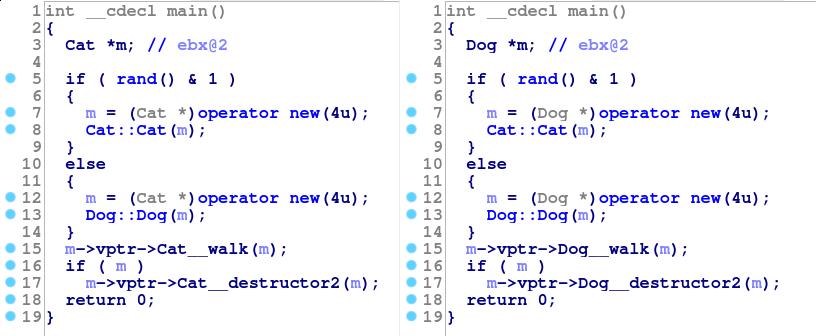 1 int __cdecl main()
2 {
3 Cat *m; // ebx@2
4
5 if ( rand() & 1 )
6 {
7 m = (Cat *)operator new(4u);
8 Cat::Cat(m);
9 }
10 else
11 {
12 m = (Cat *)operator new(4u);
13 Dog::Dog(m);
14 }
15 m->vptr->Cat__walk(m);
16 if ( m )
17 m->vptr->Cat__destructor2(m);
18 return 0;
19 }
1 int __cdecl main()
2 {
3 Dog *m; // ebx@2
4
5 if ( rand() & 1 )
6 {
7 m = (Dog *)operator new(4u);
8 Cat::Cat(m);
9 }
10 else
11 {
12 m = (Dog *)operator new(4u);
13 Dog::Dog(m);
14 }
15 m->vptr->Dog__walk(m);
16 if ( m )
17 m->vptr->Dog__destructor2(m);
18 return 0;
19 }